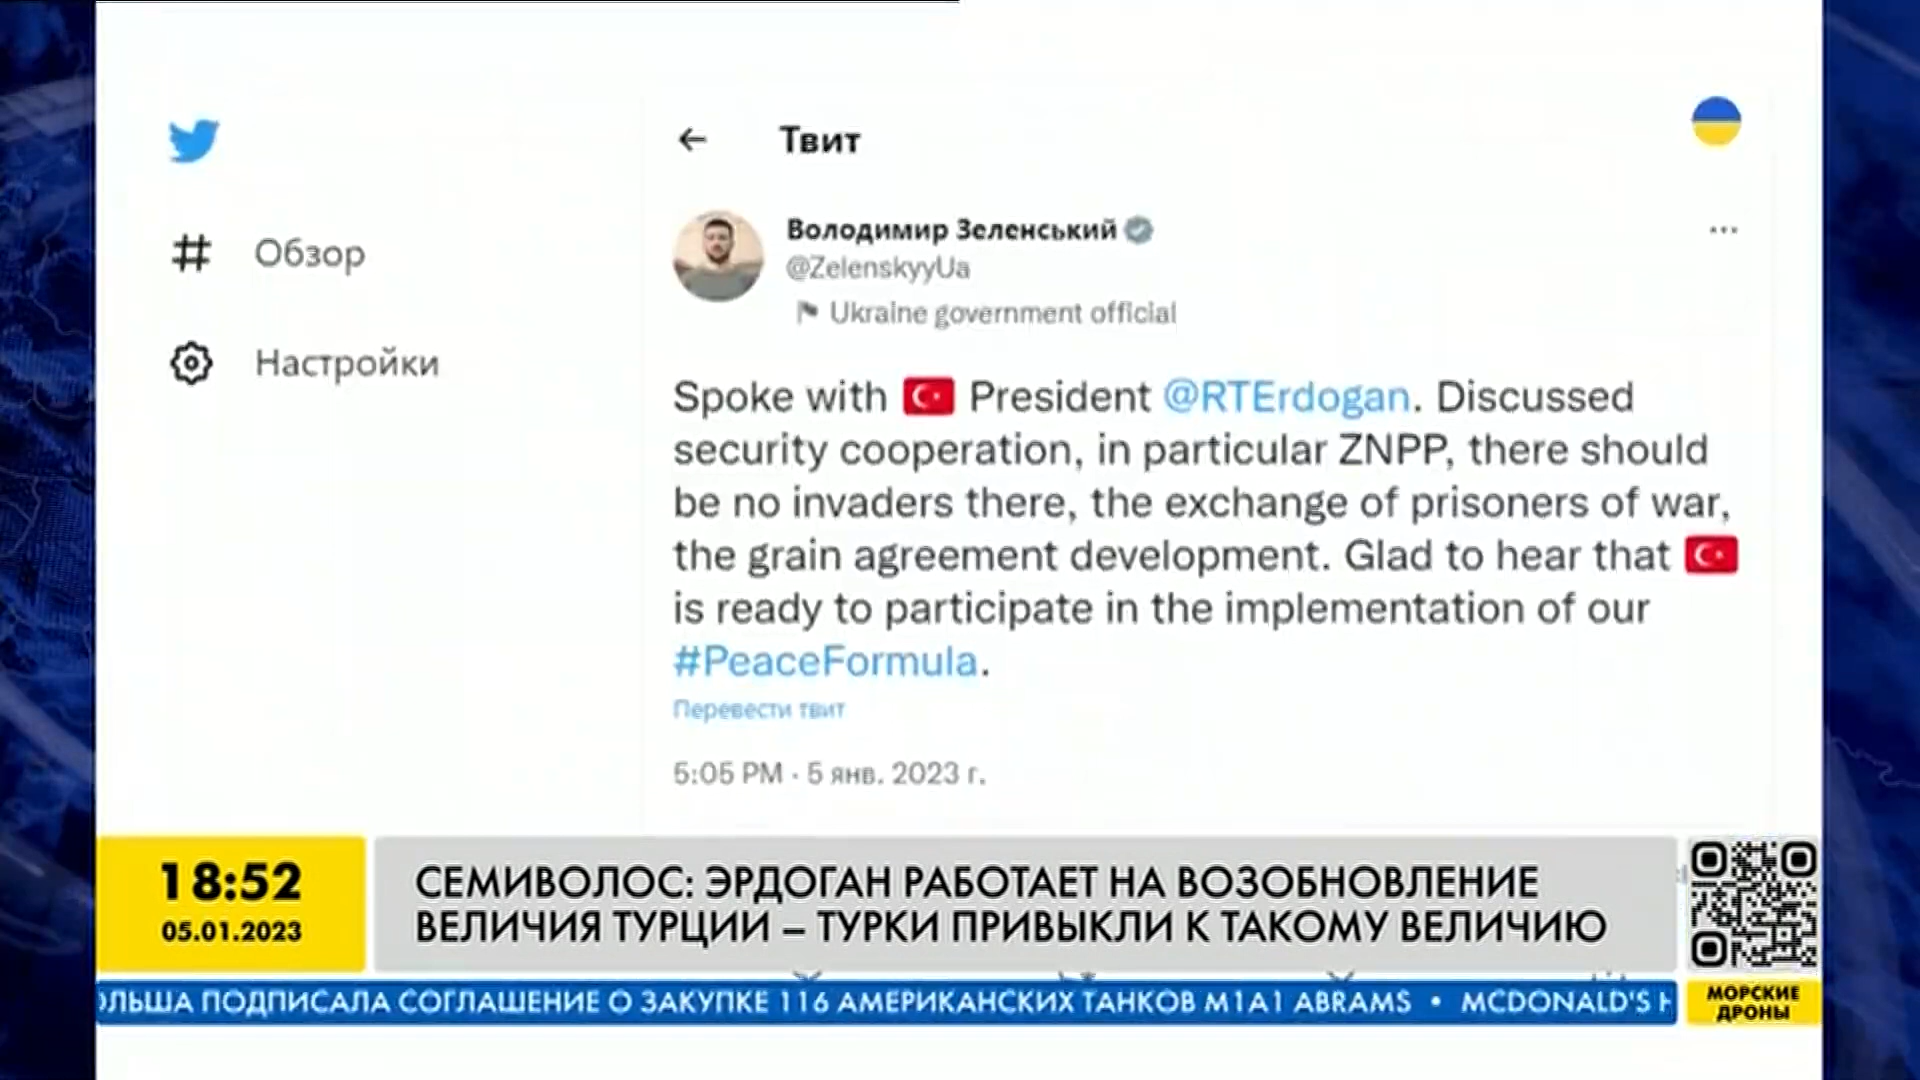 Твит
# Обзор
Настройки
Володимир Зеленський
@ZelenskyyUa
Ukraine government official
Spoke with 🇹🇷 President @RTErdogan. Discussed
security cooperation, in particular ZNPP, there should
be no invaders there, the exchange of prisoners of war,
the grain agreement development. Glad to hear that 🇹🇷
is ready to participate in the implementation of our
#PeaceFormula.
Перевести твит
5:05 PM · 5 янв. 2023 г.
18:52
05.01.2023
СЕМИВОЛОС: ЭРДОГАН РАБОТАЕТ НА ВОЗОБНОВЛЕНИЕ
ВЕЛИЧИЯ ТУРЦИИ – ТУРКИ ПРИВЫКЛИ К ТАКОМУ ВЕЛИЧИЮ
ОЛЬША ПОДПИСАЛА СОГЛАШЕНИЕ О ЗАКУПКЕ 116 АМЕРИКАНСКИХ ТАНКОВ M1A1 ABRAMS • MCDONALD'S Н
МОРСКИЕ
ДРОНЫ